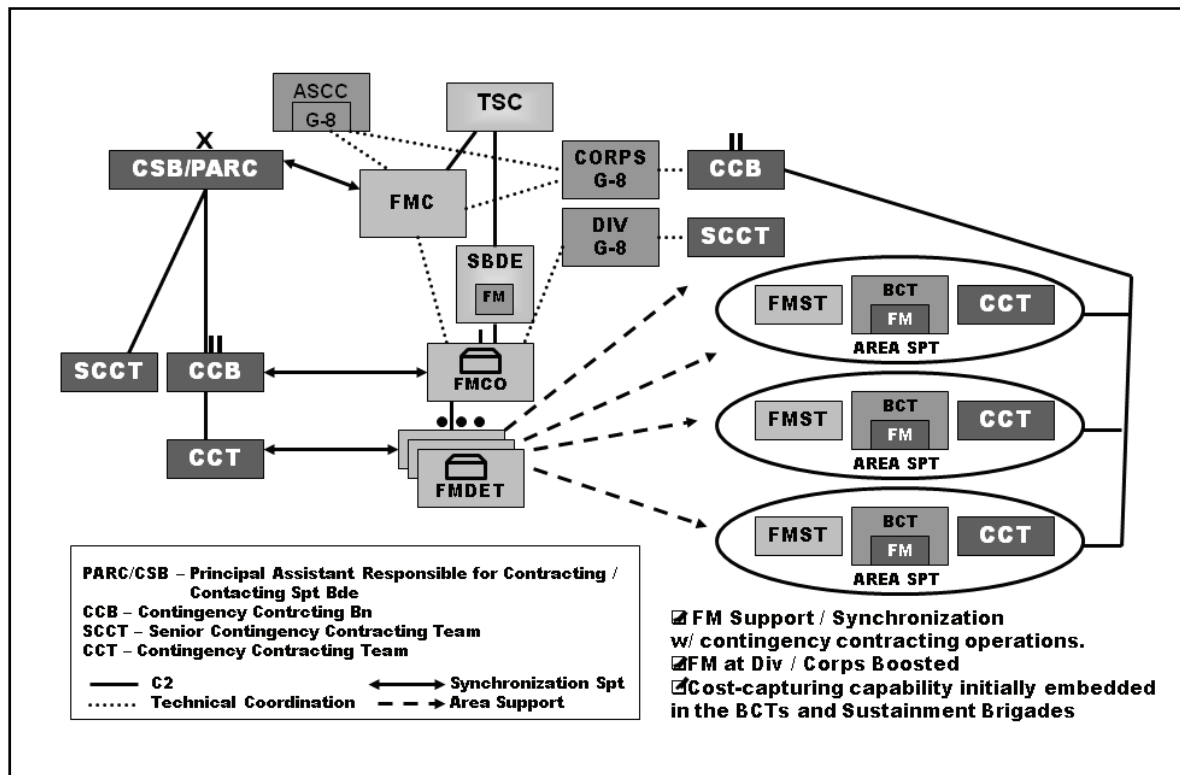 ASCC
G-8
TSC
X
CSB/PARC
FMC
CORPS
G-8
II
CCB
DIV
G-8
SCCT
SBDE
FM
SCCT
II
CCB
I
FMCO
CCT
FMDET
FMST
BCT
FM
CCT
AREA SPT
FMST
BCT
FM
CCT
AREA SPT
FMST
BCT
FM
CCT
AREA SPT
PARC/CSB – Principal Assistant Responsible for Contracting /
Contacting Spt Bde
CCB – Contingency Contrcting Bn
SCCT – Senior Contingency Contracting Team
CCT – Contingency Contracting Team
C2
Synchronization Spt
Technical Coordination
Area Support
FM Support / Synchronization
w/ contingency contracting operations.
FM at Div / Corps Boosted
Cost-capturing capability initially embedded
in the BCTs and Sustainment Brigades